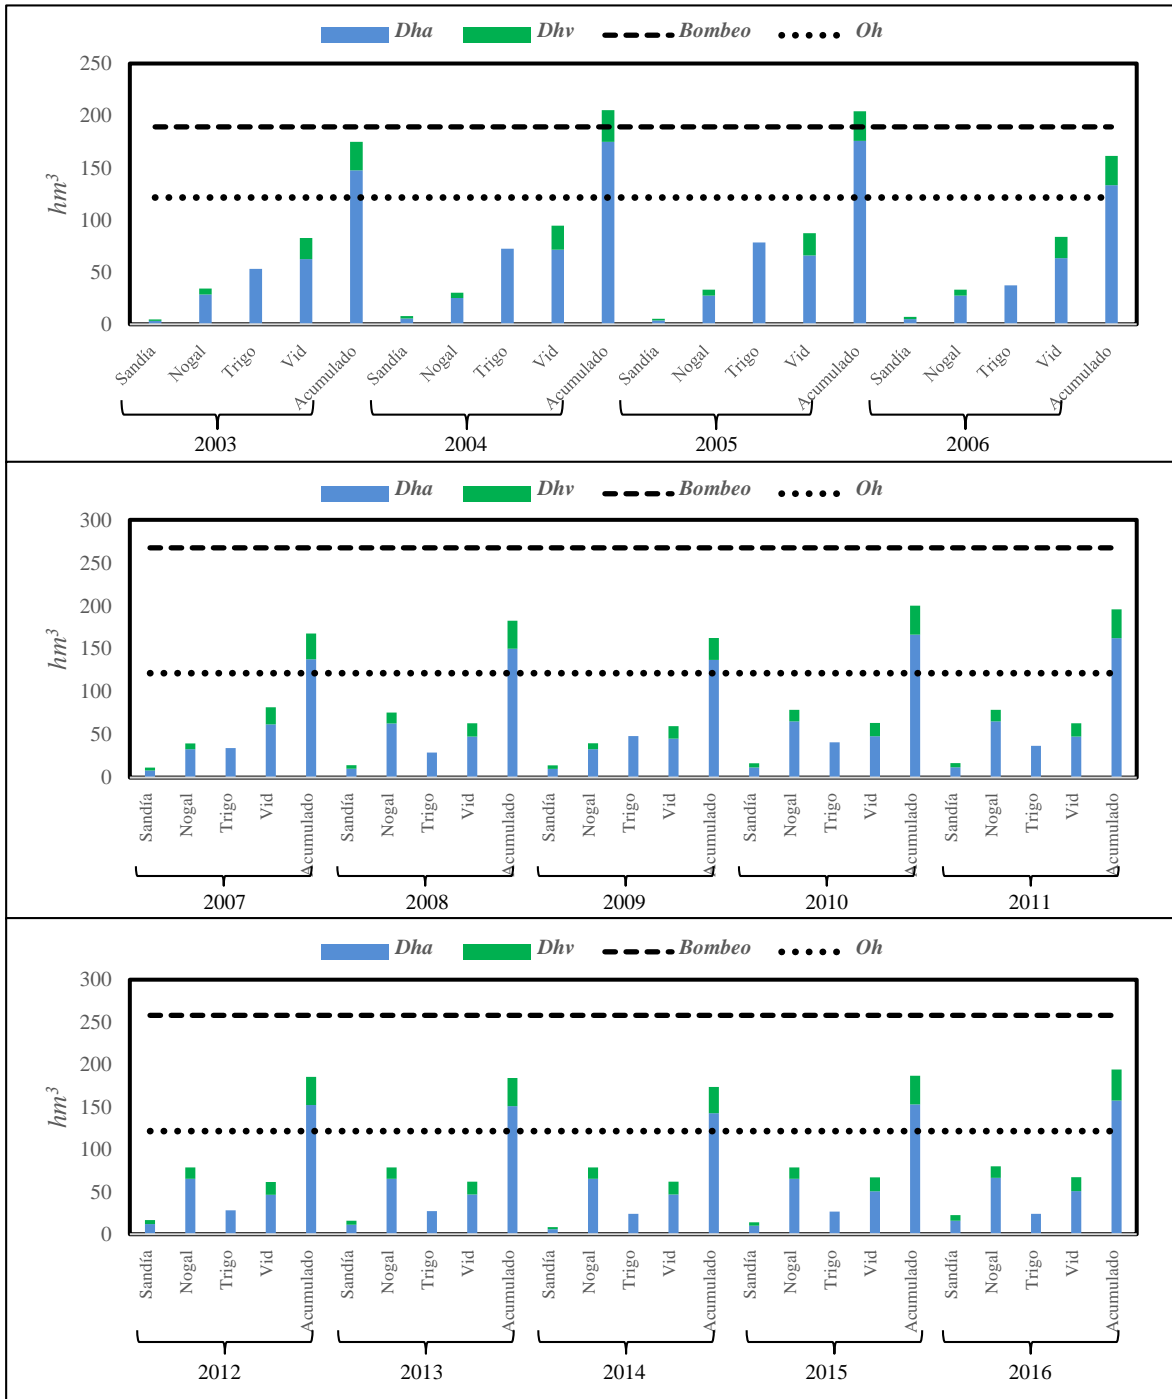 Dha Dhv Bombeo Oh
250
200
150
100
50
0
hm³
Sandía Nogal Trigo Vid Acumulado Sandía Nogal Trigo Vid Acumulado Sandía Nogal Trigo Vid Acumulado Sandía Nogal Trigo Vid Acumulado
2003 2004 2005 2006
Dha Dhv Bombeo Oh
300
250
200
150
100
50
0
hm³
Sandía Nogal Trigo Vid Acumulado Sandía Nogal Trigo Vid Acumulado Sandía Nogal Trigo Vid Acumulado Sandía Nogal Trigo Vid Acumulado Sandía Nogal Trigo Vid Acumulado
2007 2008 2009 2010 2011
Dha Dhv Bombeo Oh
300
250
200
150
100
50
0
hm³
Sandía Nogal Trigo Vid Acumulado Sandía Nogal Trigo Vid Acumulado Sandía Nogal Trigo Vid Acumulado Sandía Nogal Trigo Vid Acumulado Sandía Nogal Trigo Vid Acumulado
2012 2013 2014 2015 2016